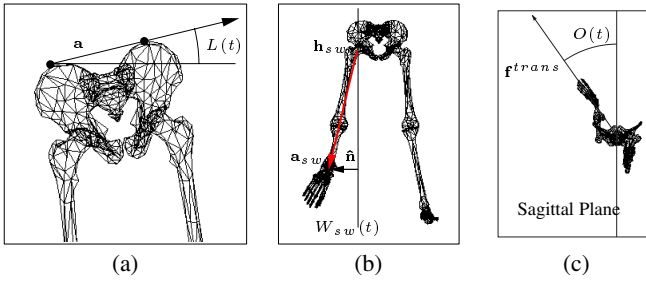 a
L(t)
(a)
h_sw
a_sw
n̂
W_sw(t)
(b)
O(t)
f^trans
Sagittal Plane
(c)